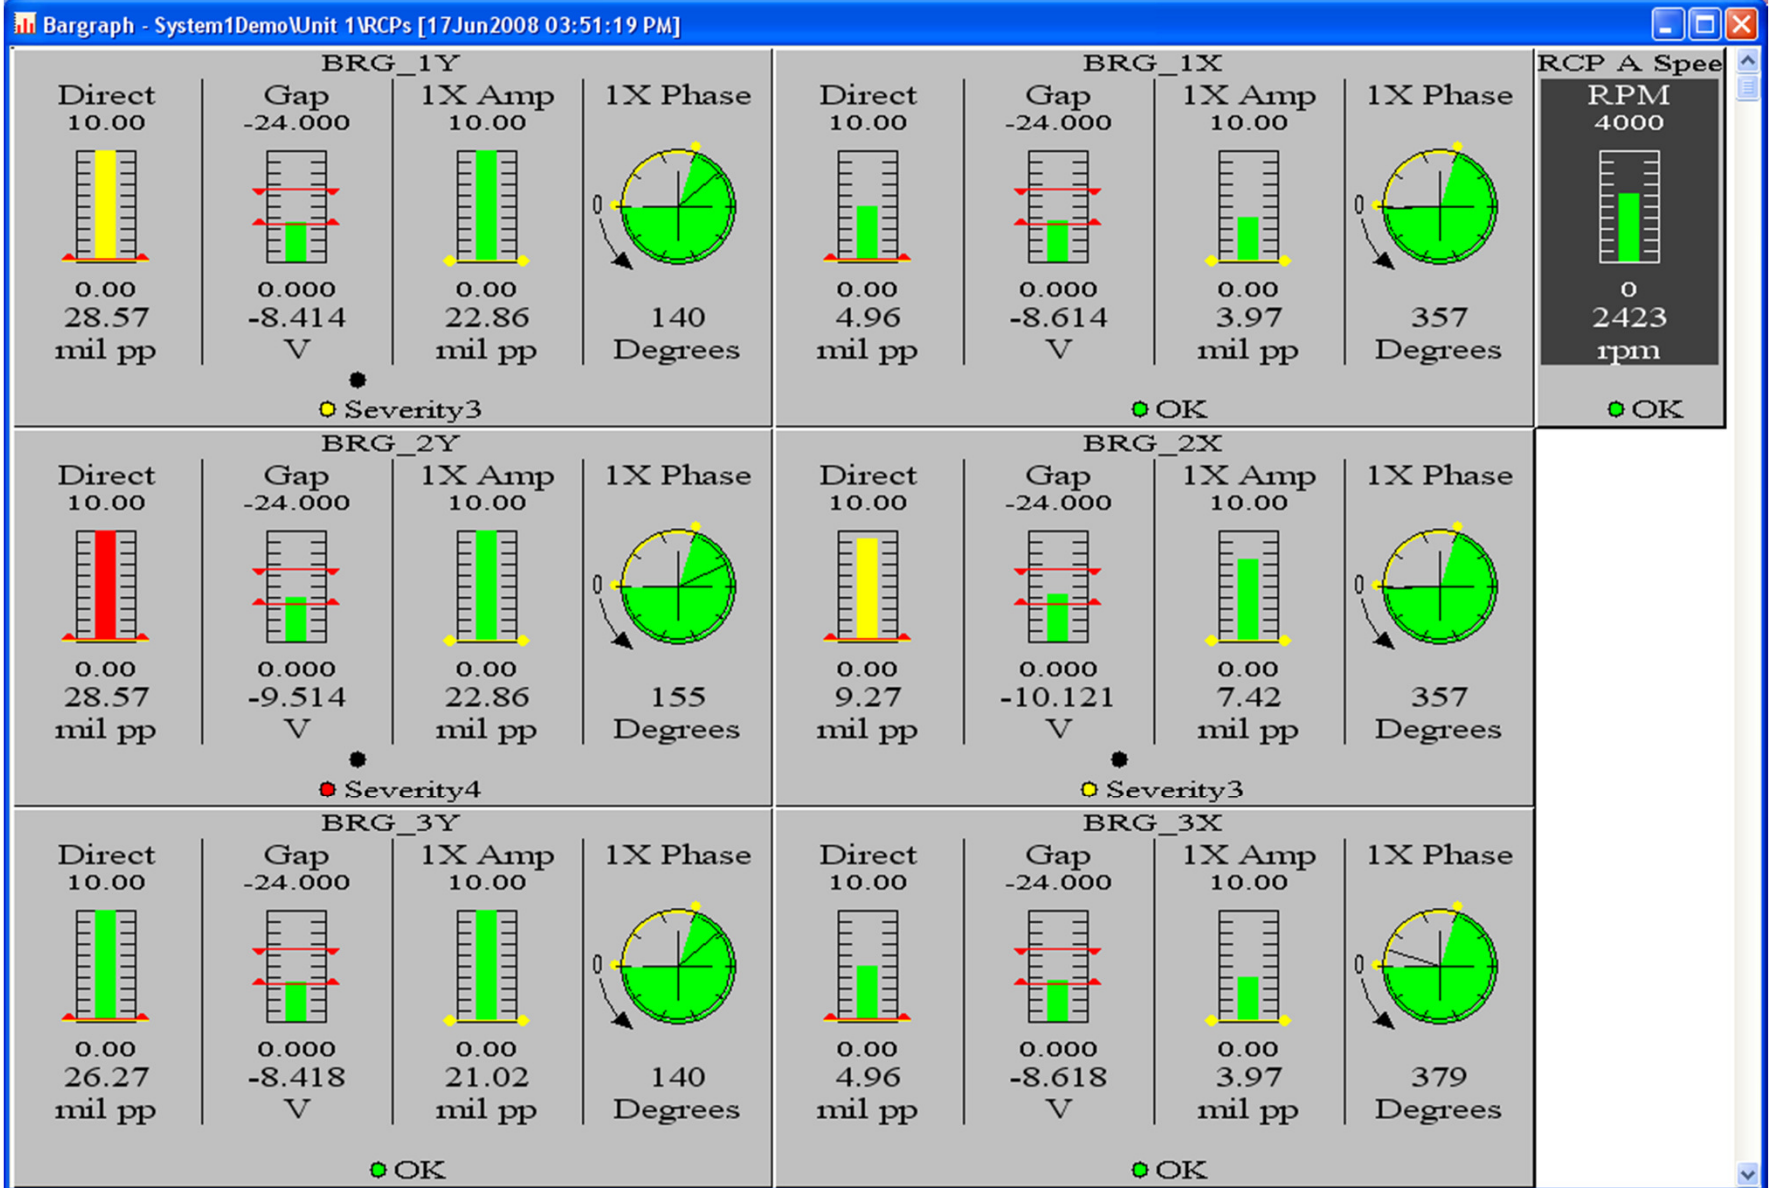 Bargraph - System1Demo\Unit 1\RCPs [17Jun2008 03:51:19 PM]
BRG_1Y
Direct Gap 1X Amp 1X Phase
10.00 -24.000 10.00
0
0.00 0.000 0.00
28.57 -8.414 22.86 140
mil pp V mil pp Degrees
Severity3
BRG_1X
Direct Gap 1X Amp 1X Phase
10.00 -24.000 10.00
0
0.00 0.000 0.00
4.96 -8.614 3.97 357
mil pp V mil pp Degrees
OK
RCP A Spee
RPM
4000
0
2423
rpm
OK
BRG_2Y
Direct Gap 1X Amp 1X Phase
10.00 -24.000 10.00
0
0.00 0.000 0.00
28.57 -9.514 22.86 155
mil pp V mil pp Degrees
Severity4
BRG_2X
Direct Gap 1X Amp 1X Phase
10.00 -24.000 10.00
0
0.00 0.000 0.00
9.27 -10.121 7.42 357
mil pp V mil pp Degrees
Severity3
BRG_3Y
Direct Gap 1X Amp 1X Phase
10.00 -24.000 10.00
0
0.00 0.000 0.00
26.27 -8.418 21.02 140
mil pp V mil pp Degrees
OK
BRG_3X
Direct Gap 1X Amp 1X Phase
10.00 -24.000 10.00
0
0.00 0.000 0.00
4.96 -8.618 3.97 379
mil pp V mil pp Degrees
OK